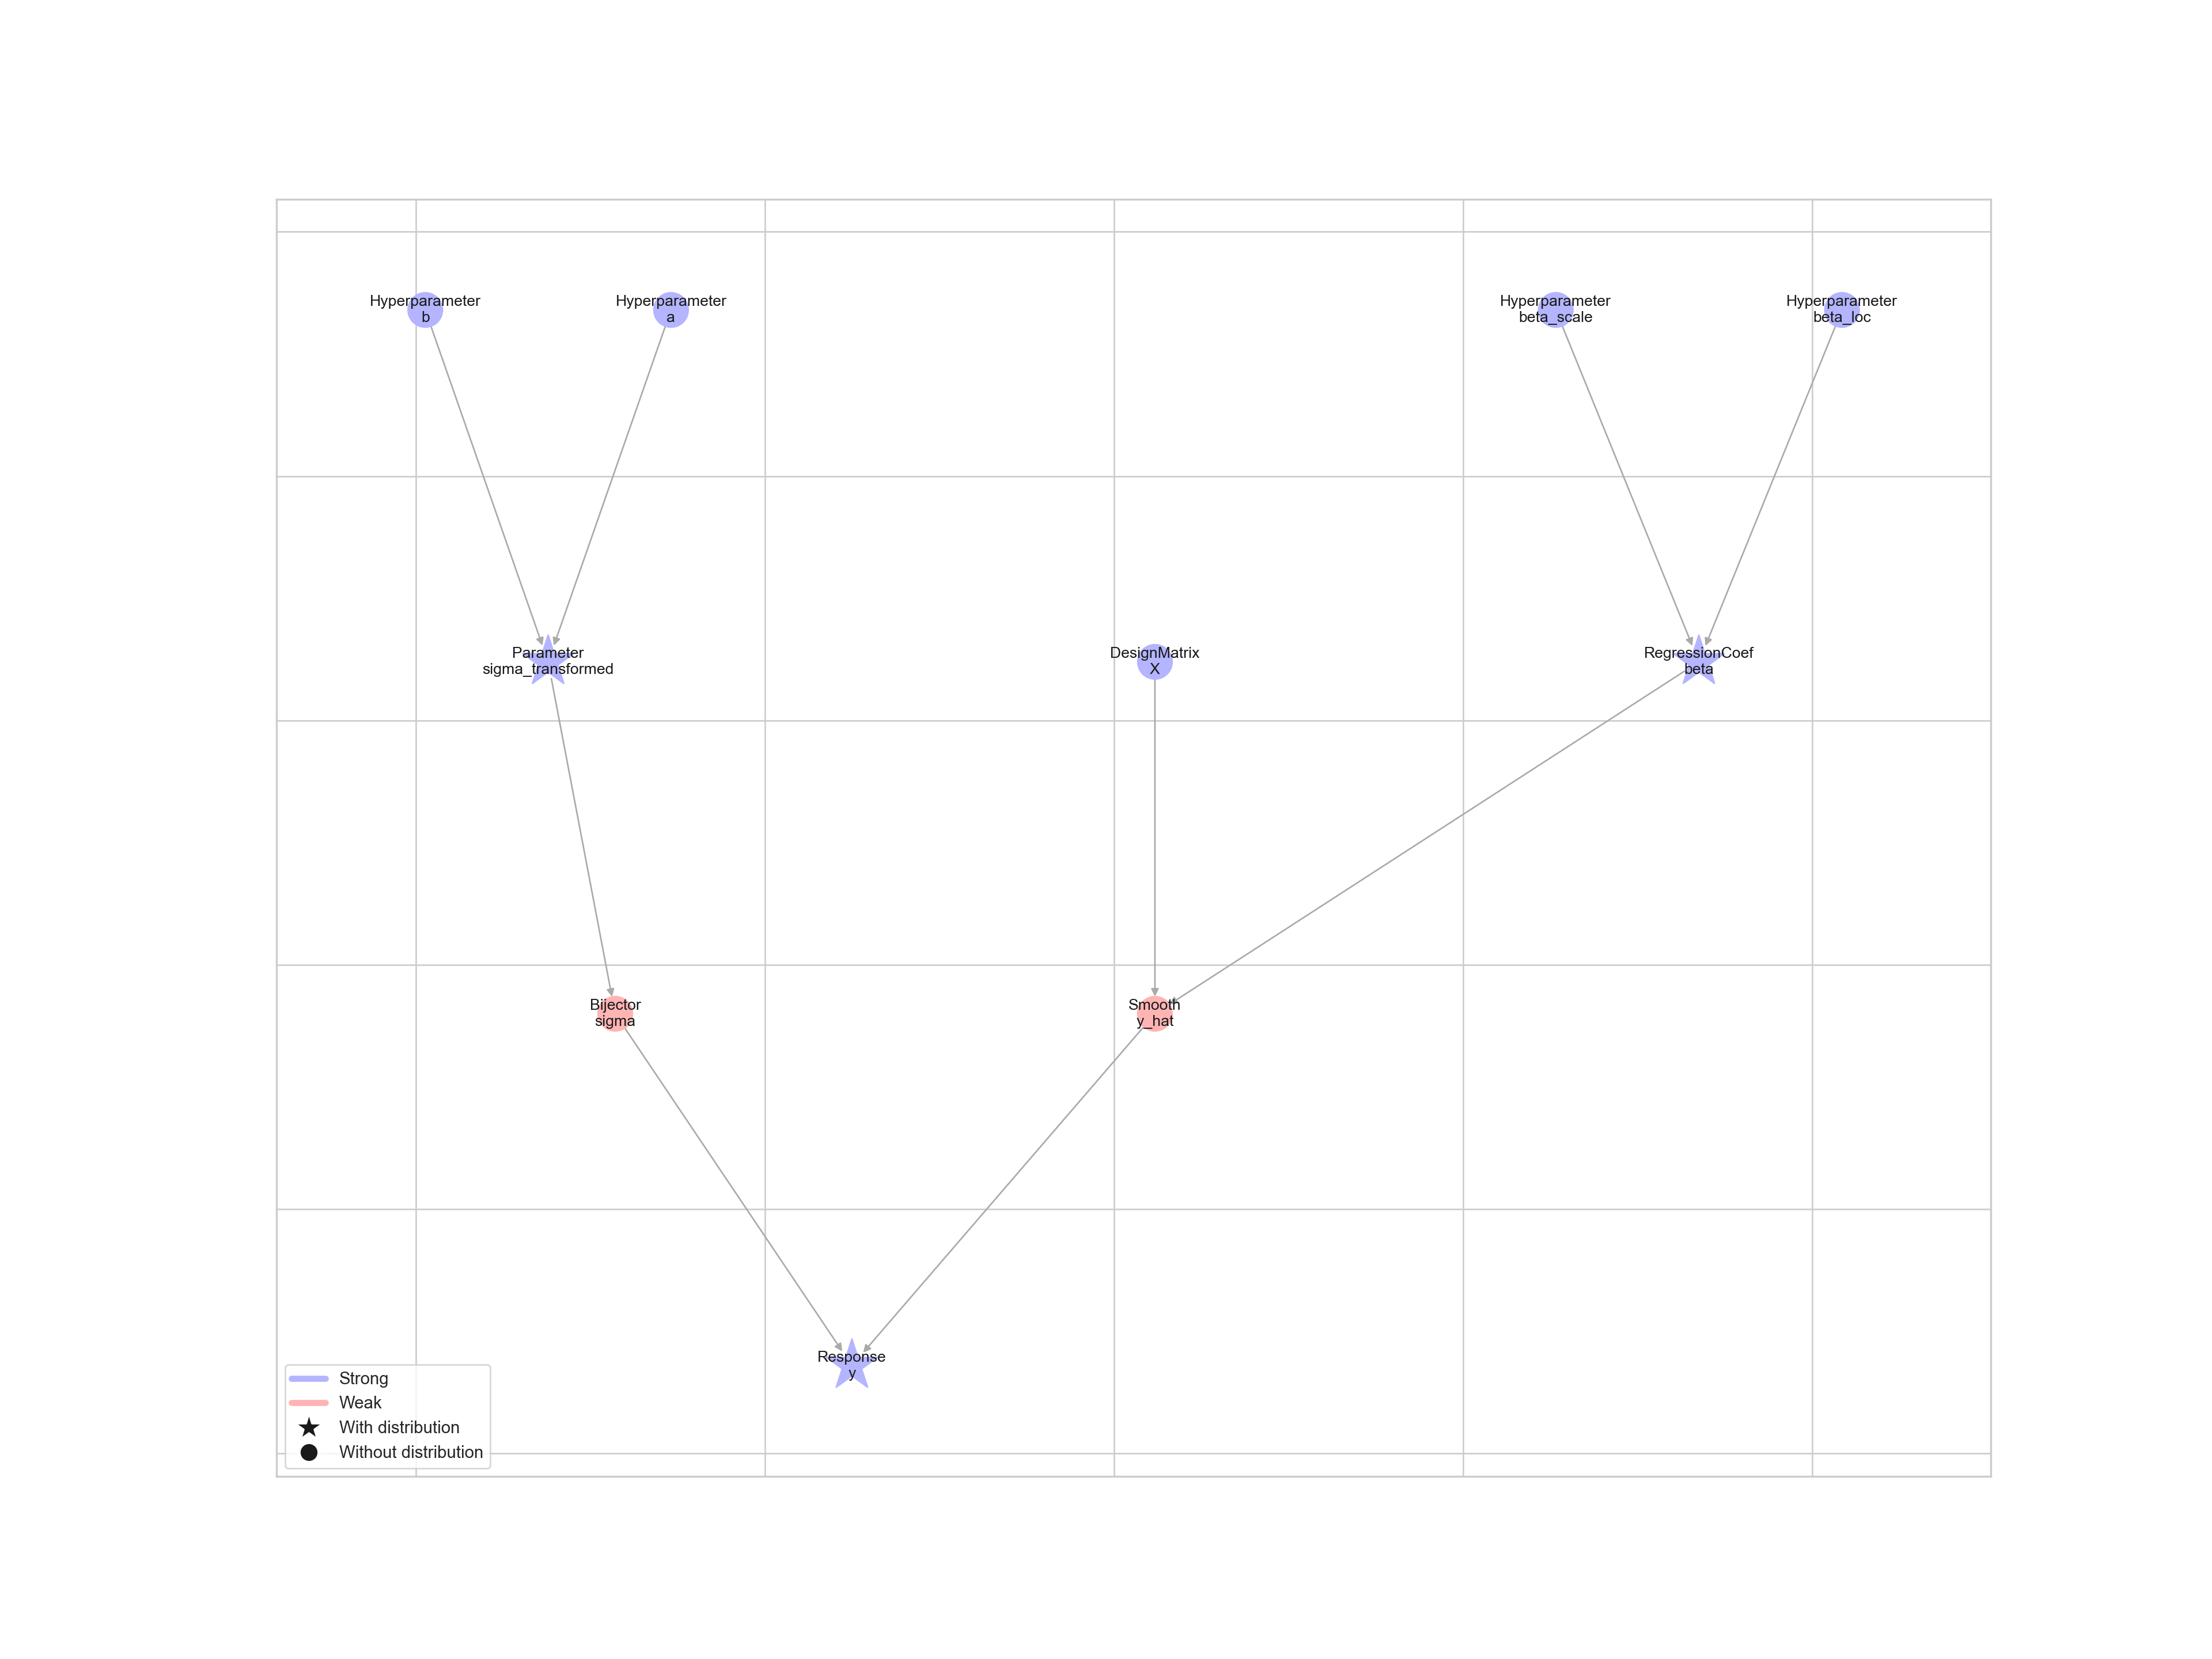 Hyperparameter
b
Hyperparameter
a
Hyperparameter
beta_scale
Hyperparameter
beta_loc
Parameter
sigma_transformed
DesignMatrix
X
RegressionCoef
beta
Bijector
sigma
Smooth
y_hat
Response
y
Strong
Weak
With distribution
Without distribution